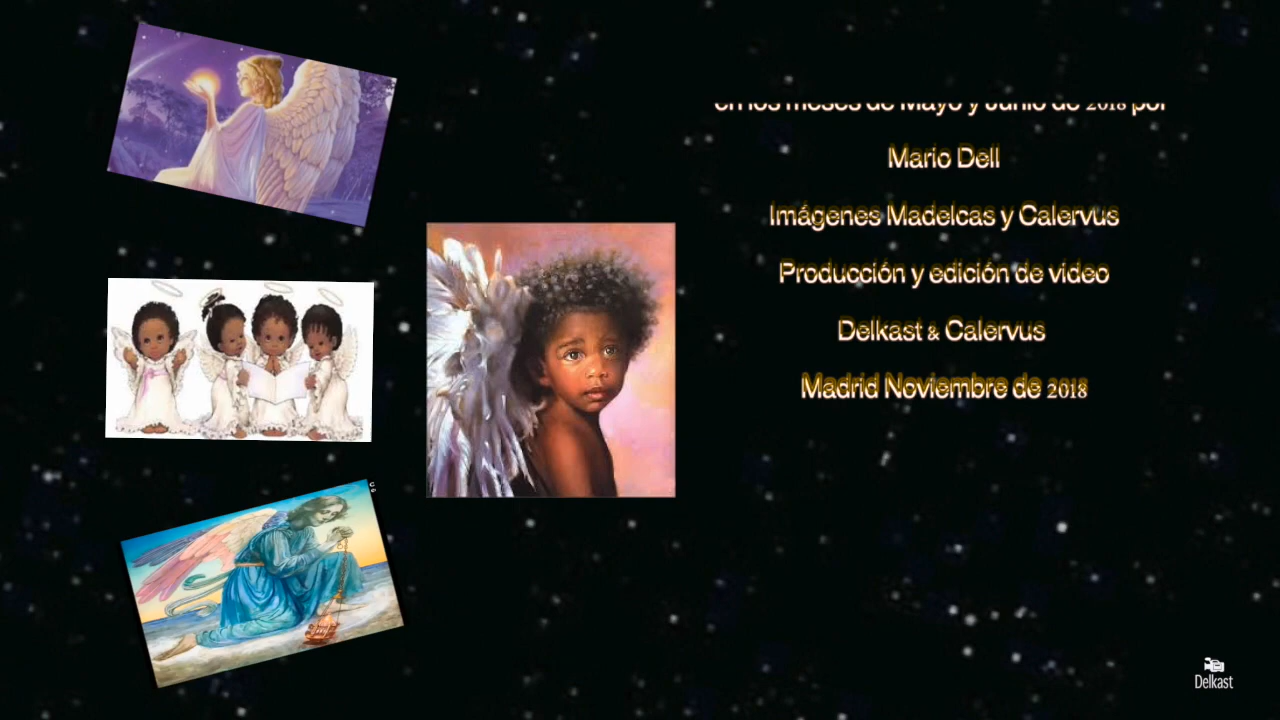 en los meses de Mayo y Junio de 2018 por
Mario Dell
Imágenes Madelcas y Calervus
Producción y edición de video
Delkast & Calervus
Madrid Noviembre de 2018
Delkast